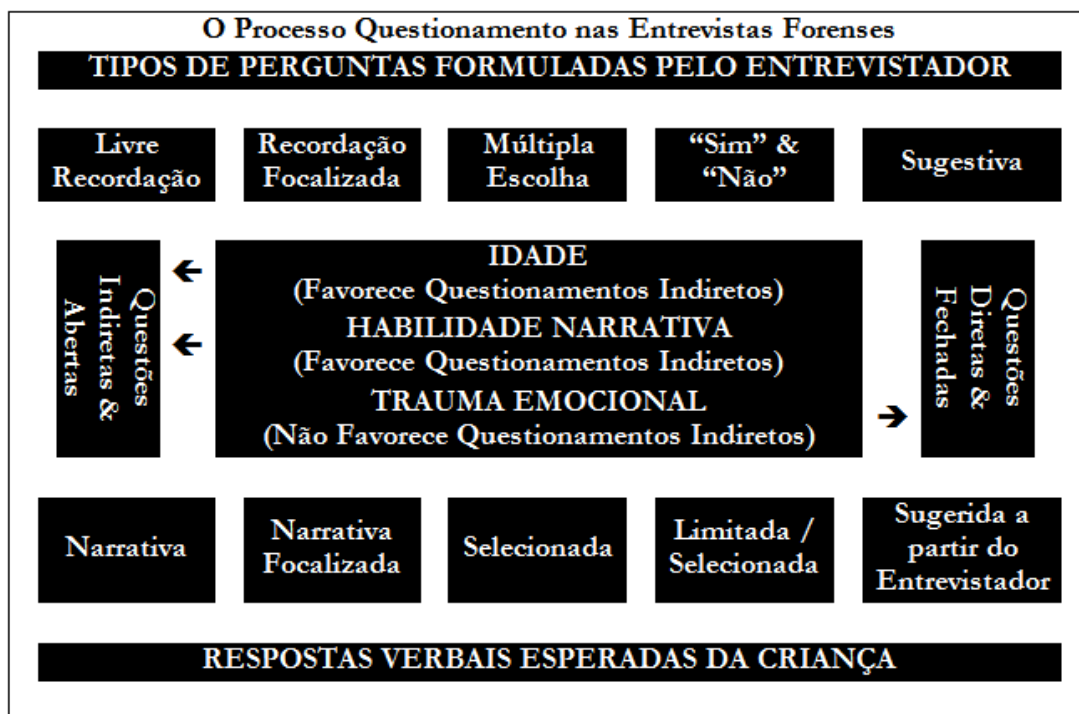 O Processo Questionamento nas Entrevistas Forenses
TIPOS DE PERGUNTAS FORMULADAS PELO ENTREVISTADOR
Livre
Recordação
Recordação
Focalizada
Múltipla
Escolha
“Sim” &
“Não”
Sugestiva
Questões
Indiretas &
Abertas
IDADE
(Favorece Questionamentos Indiretos)
HABILIDADE NARRATIVA
(Favorece Questionamentos Indiretos)
TRAUMA EMOCIONAL
(Não Favorece Questionamentos Indiretos)
Questões
Diretas &
Fechadas
Narrativa
Narrativa
Focalizada
Selecionada
Limitada /
Selecionada
Sugerida a
partir do
Entrevistador
RESPOSTAS VERBAIS ESPERADAS DA CRIANÇA